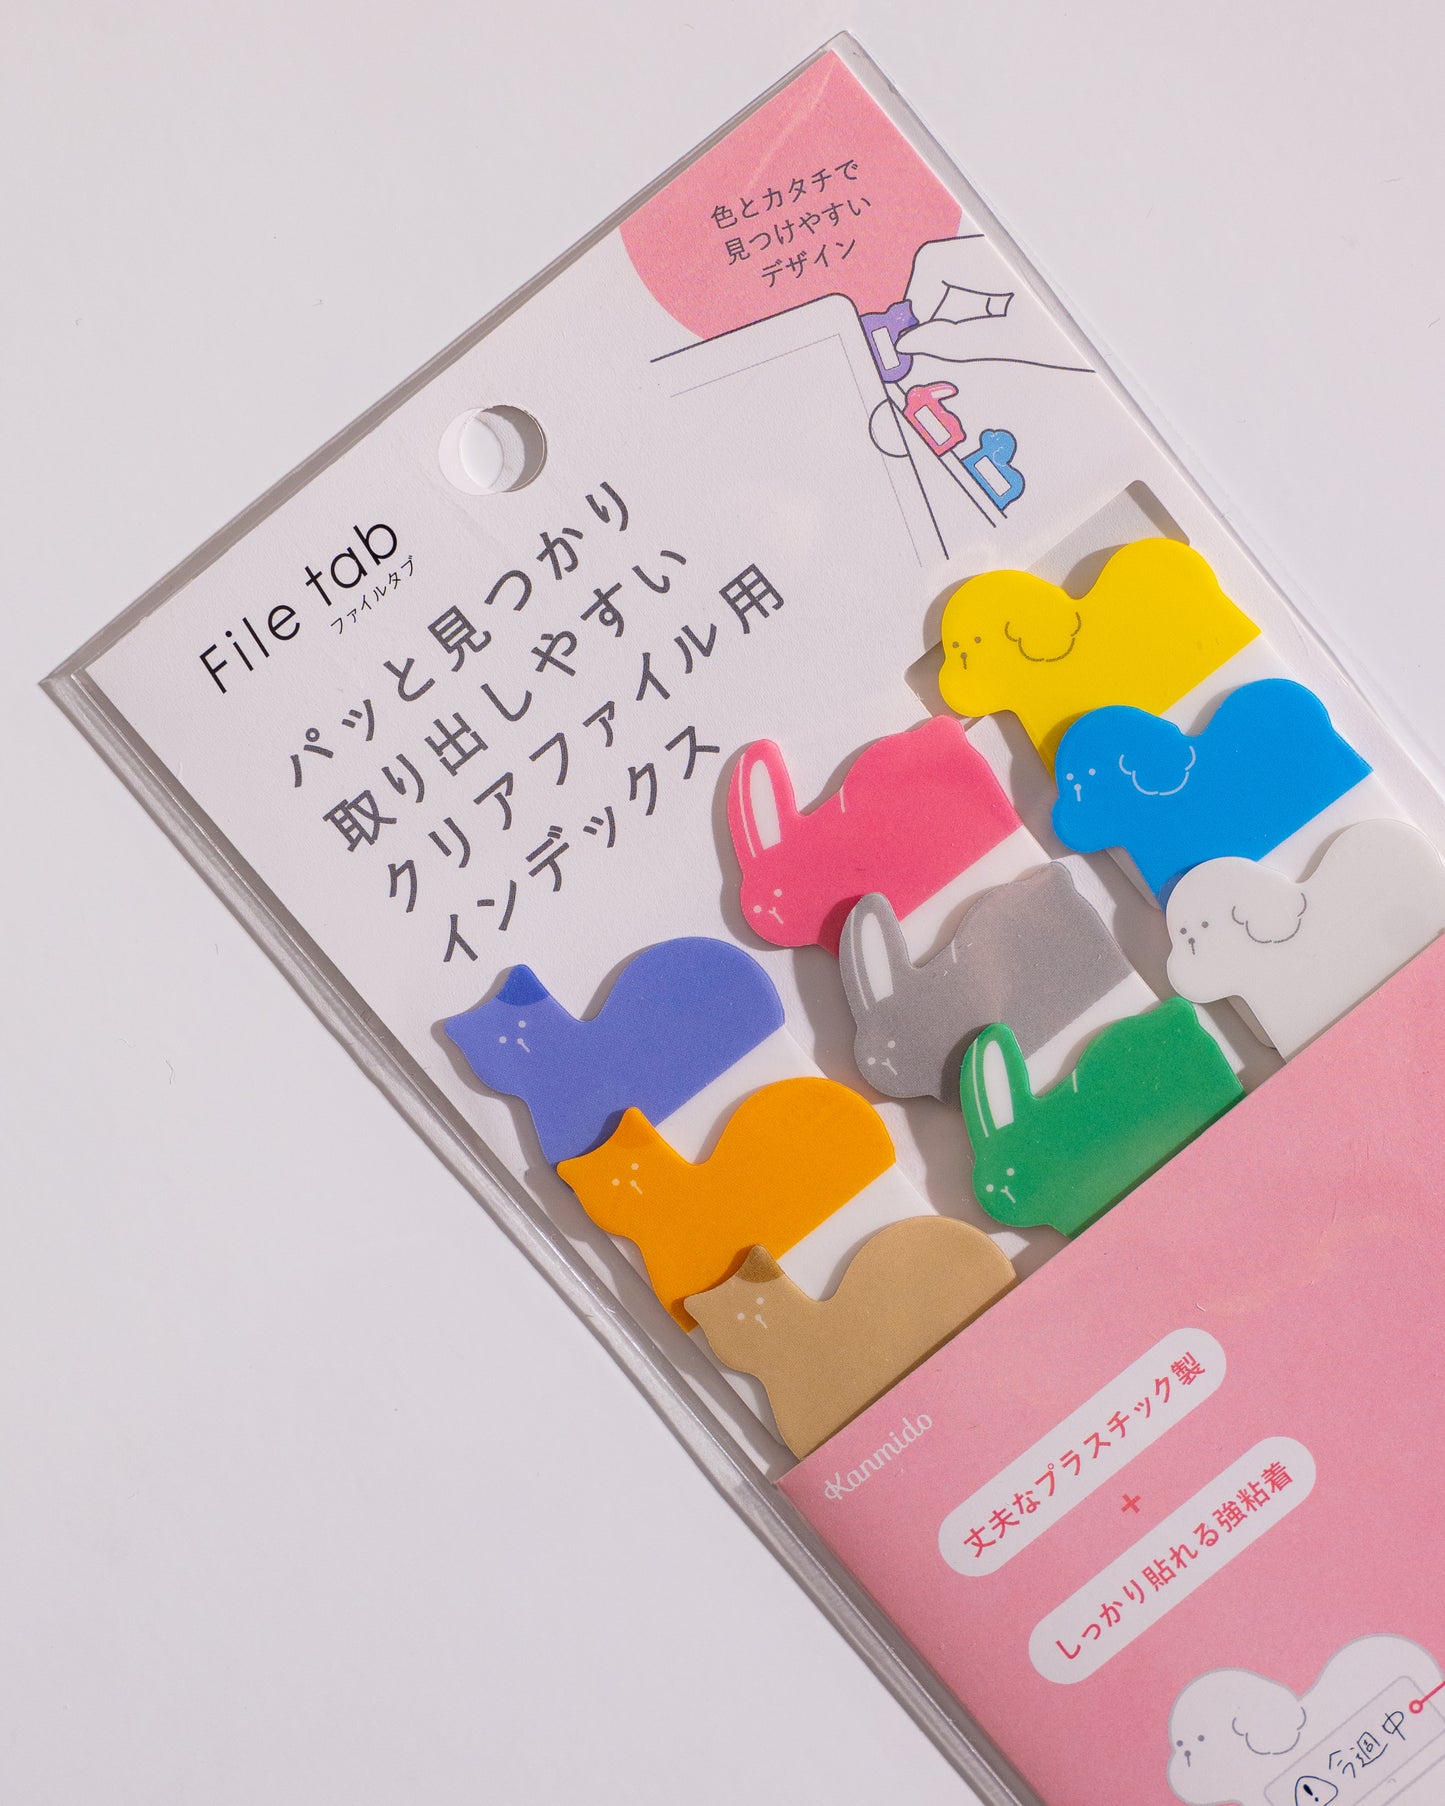 色とカタチで
見つけやすい
デザイン
File tab
ファイルタブ
パッと見つかり
取り出しやすい
クリアファイル用
インデックス
Kanmido
丈夫なプラスチック製
+
しっかり貼れる強粘着
今週中